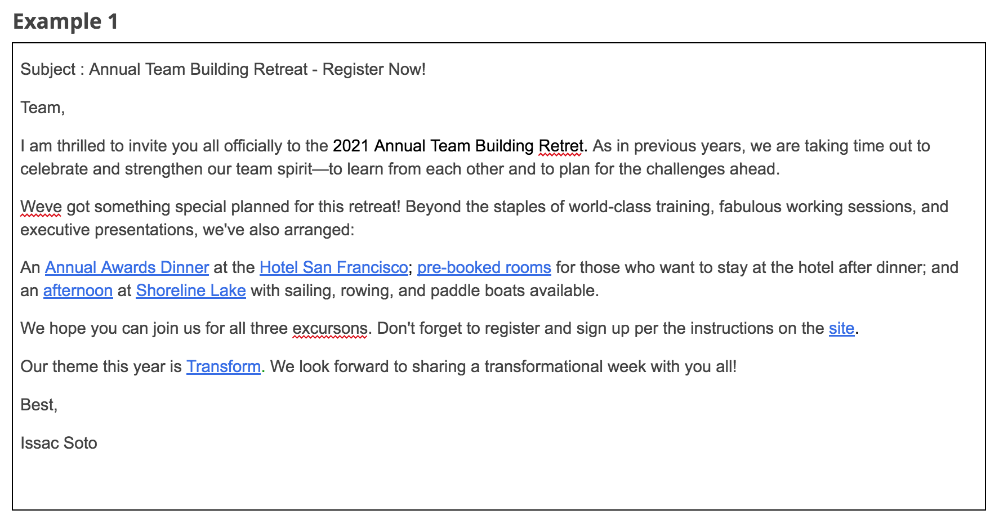 Example 1
Subject : Annual Team Building Retreat - Register Now!
Team,
I am thrilled to invite you all officially to the 2021 Annual Team Building Retret. As in previous years, we are taking time out to
celebrate and strengthen our team spirit—to learn from each other and to plan for the challenges ahead.
Weve got something special planned for this retreat! Beyond the staples of world-class training, fabulous working sessions, and
executive presentations, we've also arranged:
An Annual Awards Dinner at the Hotel San Francisco; pre-booked rooms for those who want to stay at the hotel after dinner; and
an afternoon at Shoreline Lake with sailing, rowing, and paddle boats available.
We hope you can join us for all three excursons. Don't forget to register and sign up per the instructions on the site.
Our theme this year is Transform. We look forward to sharing a transformational week with you all!
Best,
Issac Soto